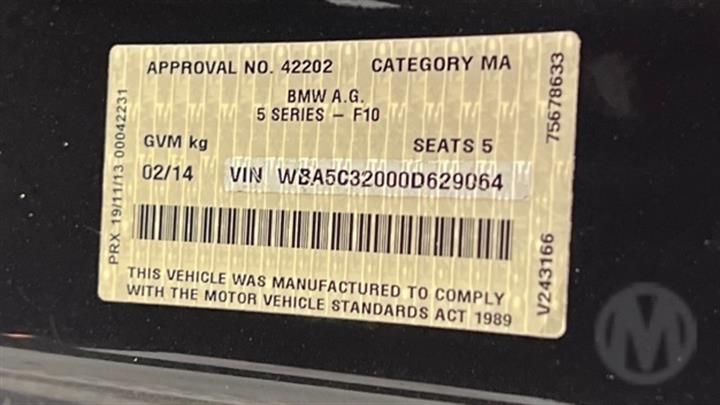 APPROVAL NO. 42202 CATEGORY MA
BMW A.G.
5 SERIES – F10
GVM kg SEATS 5
02/14 VIN WBA5C32000D629064
THIS VEHICLE WAS MANUFACTURED TO COMPLY
WITH THE MOTOR VEHICLE STANDARDS ACT 1989
PRX 19/11/13 00042231
75678633
V243166
M